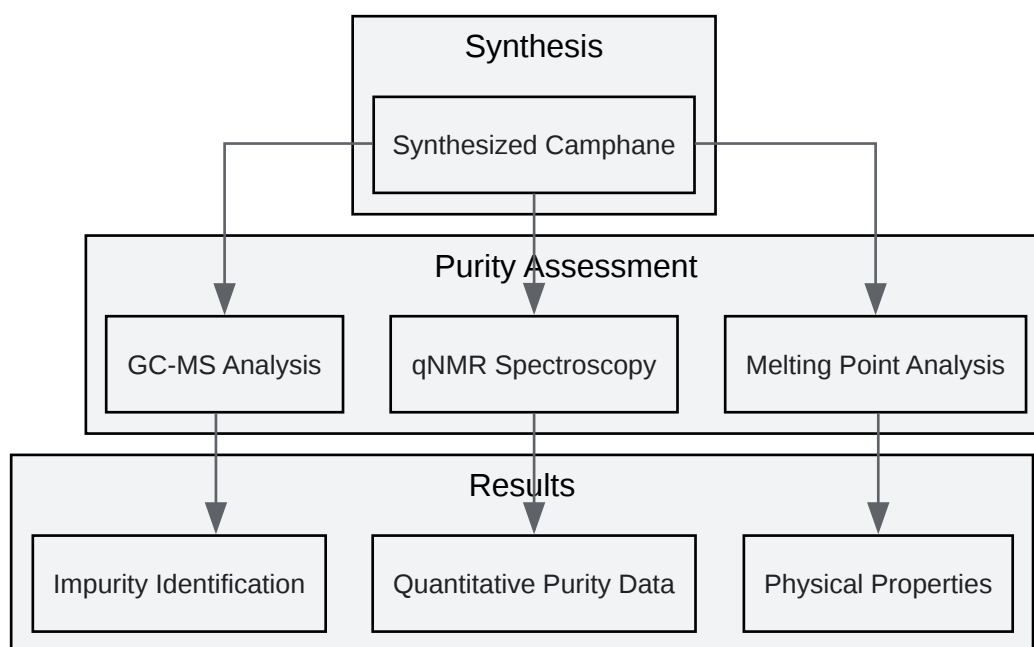 Synthesis
Synthesized Camphane
Purity Assessment
GC-MS Analysis
qNMR Spectroscopy
Melting Point Analysis
Results
Impurity Identification
Quantitative Purity Data
Physical Properties